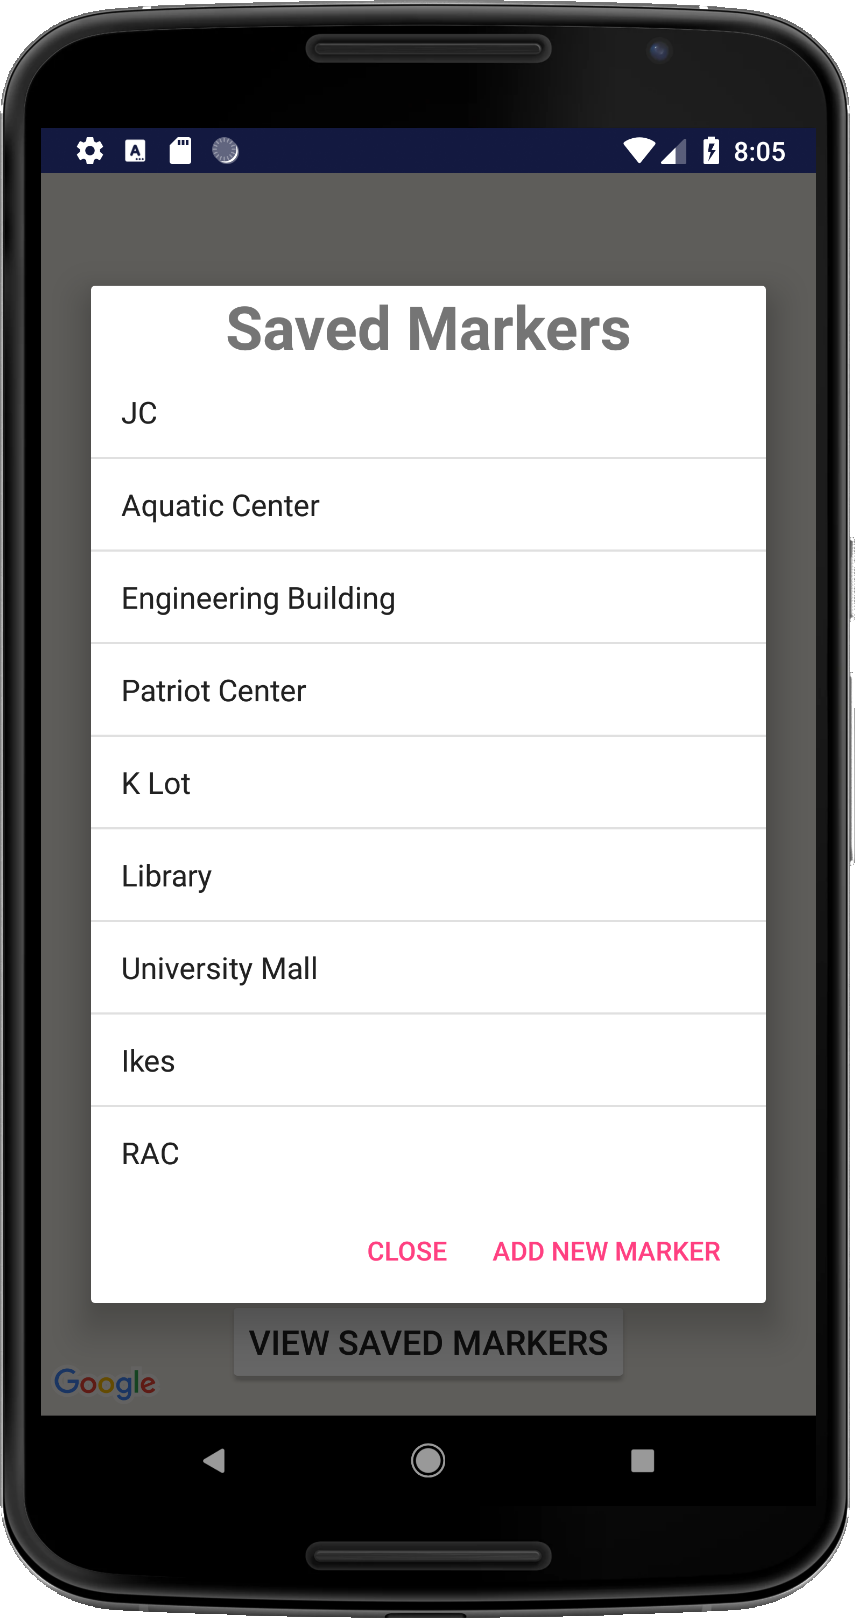 8:05
Saved Markers
JC
Aquatic Center
Engineering Building
Patriot Center
K Lot
Library
University Mall
Ikes
RAC
CLOSE ADD NEW MARKER
VIEW SAVED MARKERS
Google